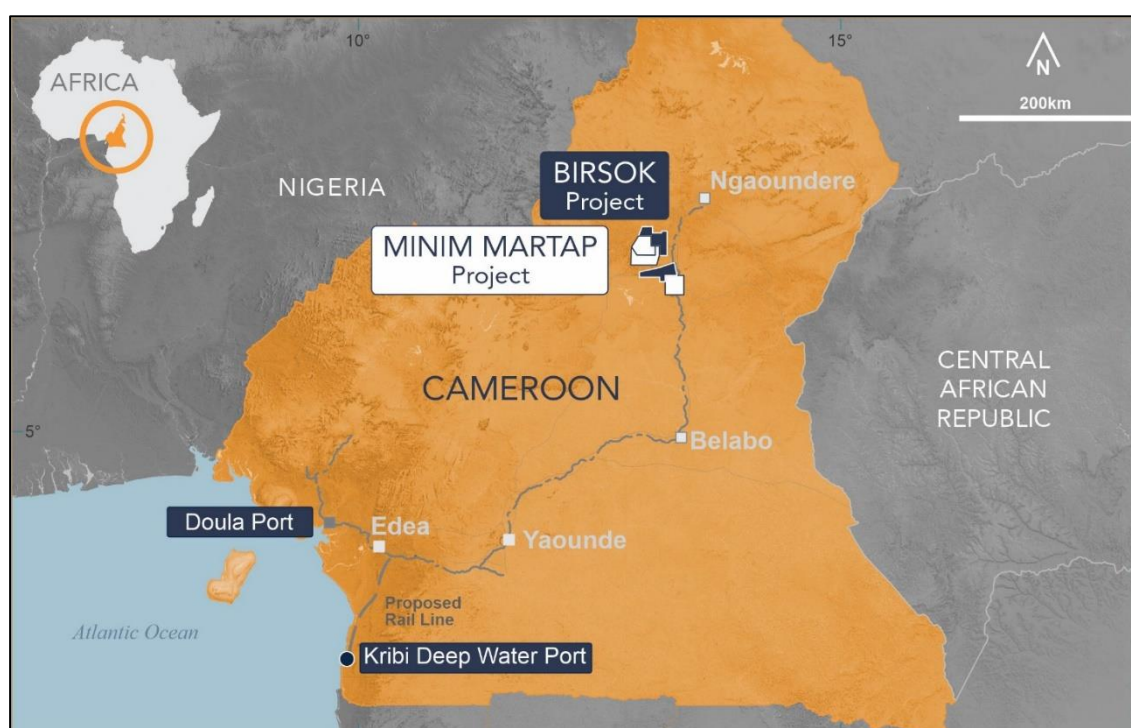 10°
15°
AFRICA
N
200km
NIGERIA
BIRSOK
Project
Ngaoundere
MINIM MARTAP
Project
CAMEROON
CENTRAL
AFRICAN
REPUBLIC
5°
Belabo
Doula Port
Edea
Yaounde
Proposed
Rail Line
Atlantic Ocean
Kribi Deep Water Port